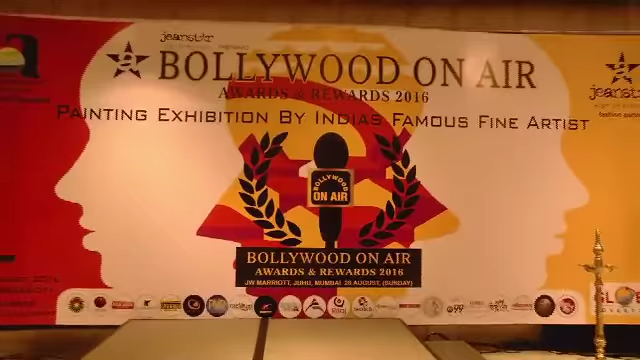 jeanstar
BOLLYWOOD ON AIR
AWARDS & REWARDS 2016
PAINTING EXHIBITION BY INDIAS FAMOUS FINE ARTIST
jeanstar
BOLLYWOOD
ON AIR
BOLLYWOOD ON AIR
AWARDS & REWARDS 2016
JW MARRIOTT, JUHU, MUMBAI. 28 AUGUST, (SUNDAY)
99